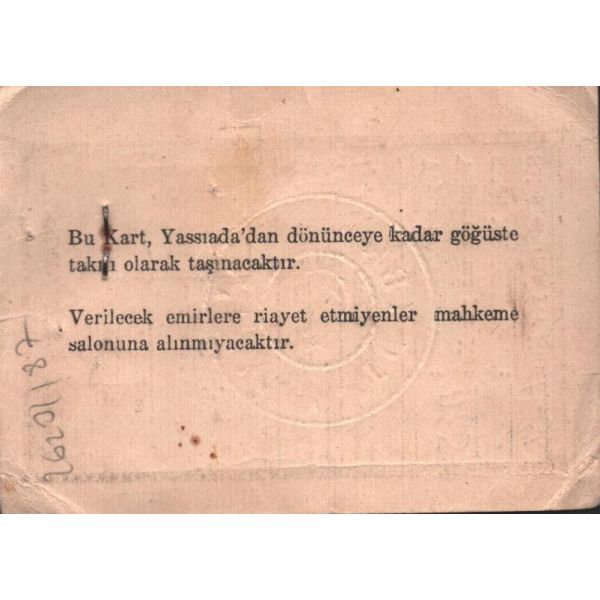 Bu Kart, Yassıada'dan dönünceye kadar göğüste
takılı olarak taşınacaktır.
Verilecek emirlere riayet etmiyenler mahkeme
salonuna alınmıyacaktır.